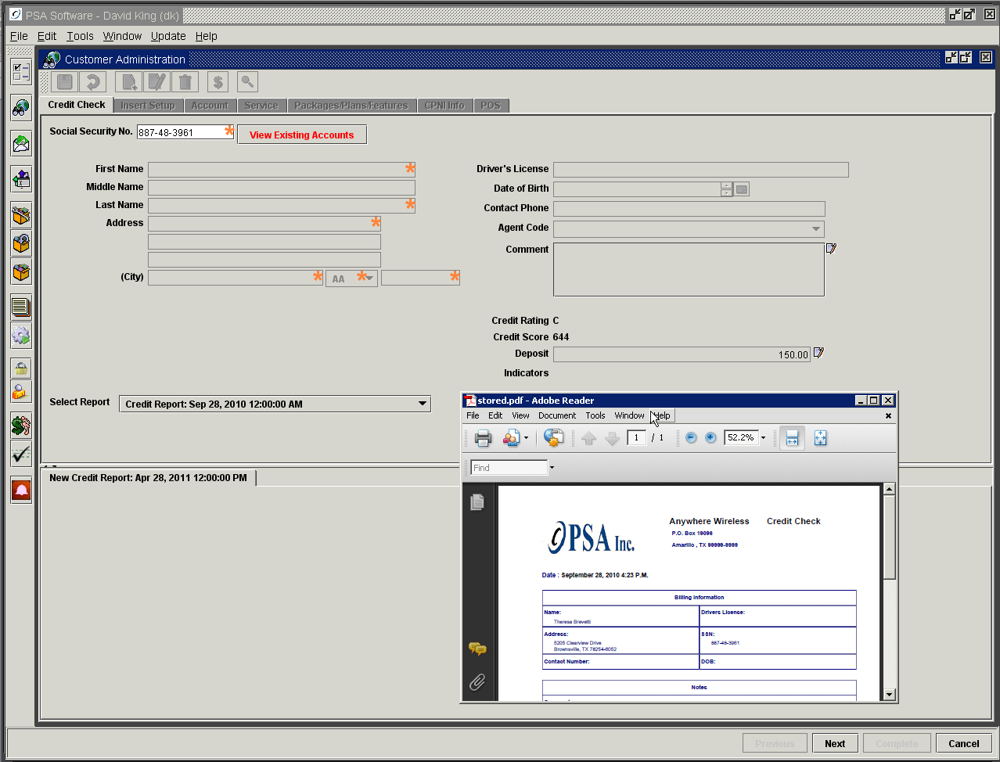 PSA Software - David King (dk)
File Edit Tools Window Update Help
Customer Administration
Credit Check Insert Setup Account Service Packages/Plans/Features CPNI Info POS
Social Security No. 887-48-3961 * View Existing Accounts
First Name *
Middle Name
Last Name *
Address *
(City) * AA * *
Driver's License
Date of Birth
Contact Phone
Agent Code
Comment
Credit Rating C
Credit Score 644
Deposit 150.00
Indicators
Select Report Credit Report: Sep 28, 2010 12:00:00 AM
New Credit Report: Apr 28, 2011 12:00:00 PM
stored.pdf - Adobe Reader
File Edit View Document Tools Window Help
1 / 1 52.2%
Find
PSA Inc.
Anywhere Wireless Credit Check
P.O. Box 19098
Amarillo , TX 99999-9999
Date : September 28, 2010 4:23 P.M.
Billing Information
Name: Drivers License:
Theresa Brevetti
Address: SSN:
5205 Clearview Drive 887-48-3961
Brownsville, TX 78254-6052
Contact Number: DOB:
Notes
Previous Next Complete Cancel